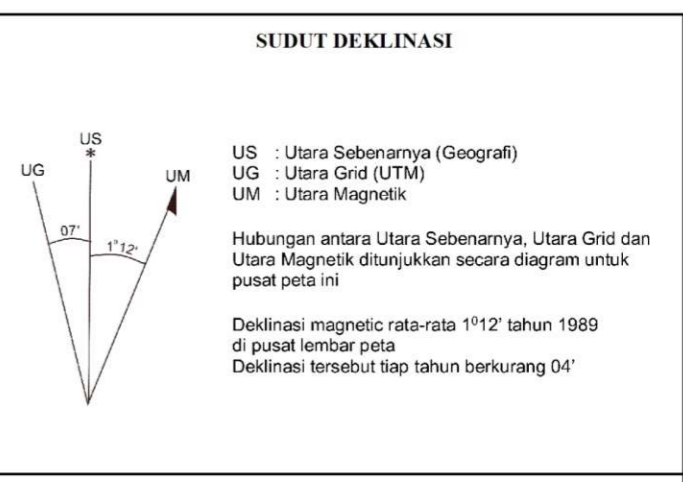 SUDUT DEKLINASI
US
*
UG
UM
07'
1°12'
US : Utara Sebenarnya (Geografi)
UG : Utara Grid (UTM)
UM : Utara Magnetik
Hubungan antara Utara Sebenarnya, Utara Grid dan
Utara Magnetik ditunjukkan secara diagram untuk
pusat peta ini
Deklinasi magnetic rata-rata 1⁰12' tahun 1989
di pusat lembar peta
Deklinasi tersebut tiap tahun berkurang 04'